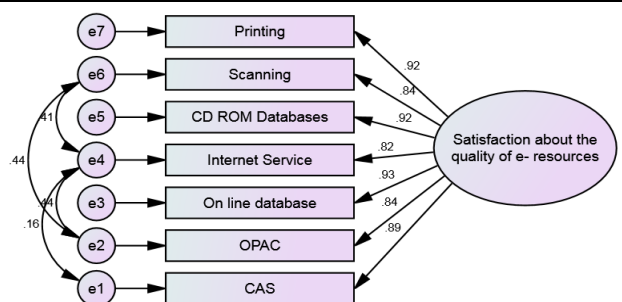 e7
Printing
.92
e6
Scanning
.84
.41
e5
CD ROM Databases
.92
Satisfaction about the
quality of e- resources
.44
e4
Internet Service
.82
.93
e3
On line database
.44
.84
.16
e2
OPAC
.89
e1
CAS